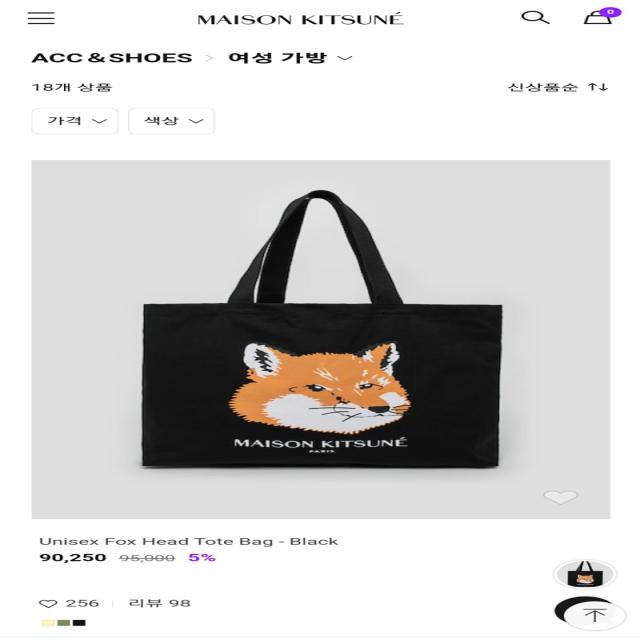 MAISON KITSUNÉ
0
ACC & SHOES > 여성 가방
18개 상품
신상품순
가격
색상
MAISON KITSUNÉ
PARIS
Unisex Fox Head Tote Bag - Black
90,250 95,000 5%
256 | 리뷰 98